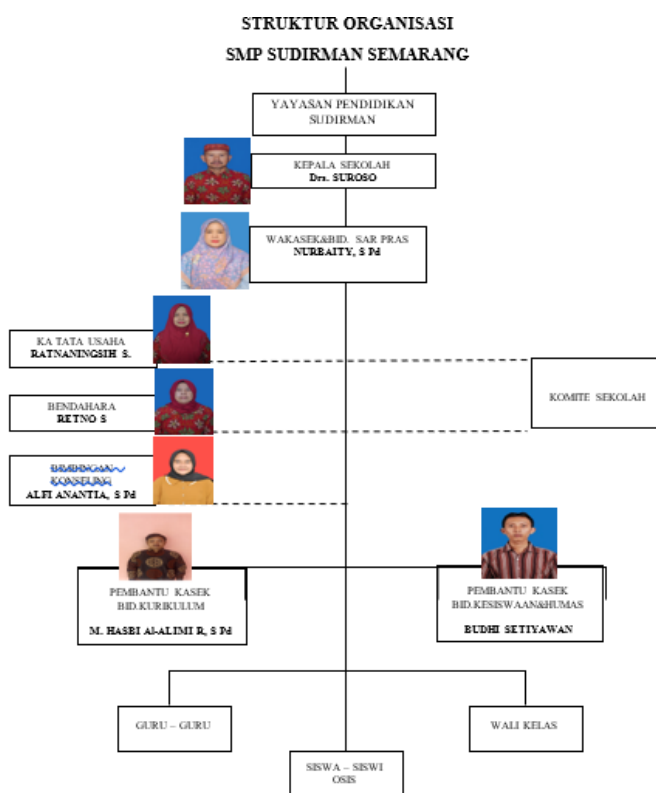 STRUKTUR ORGANISASI
SMP SUDIRMAN SEMARANG
YAYASAN PENDIDIKAN
SUDIRMAN
KEPALA SEKOLAH
Drs. SUROSO
WAKASEK&BID. SAR PRAS
NURBAITY, S Pd
KA TATA USAHA
RATNANINGSIH S.
KOMITE SEKOLAH
BENDAHARA
RETNO S
BIMBINGAN
KONSELING
ALFI ANANTIA, S Pd
PEMBANTU KASEK
BID.KURIKULUM
M. HASBI Al-ALIMI R, S Pd
PEMBANTU KASEK
BID.KESISWAAN&HUMAS
BUDHI SETIYAWAN
GURU – GURU
WALI KELAS
SISWA – SISWI
OSIS